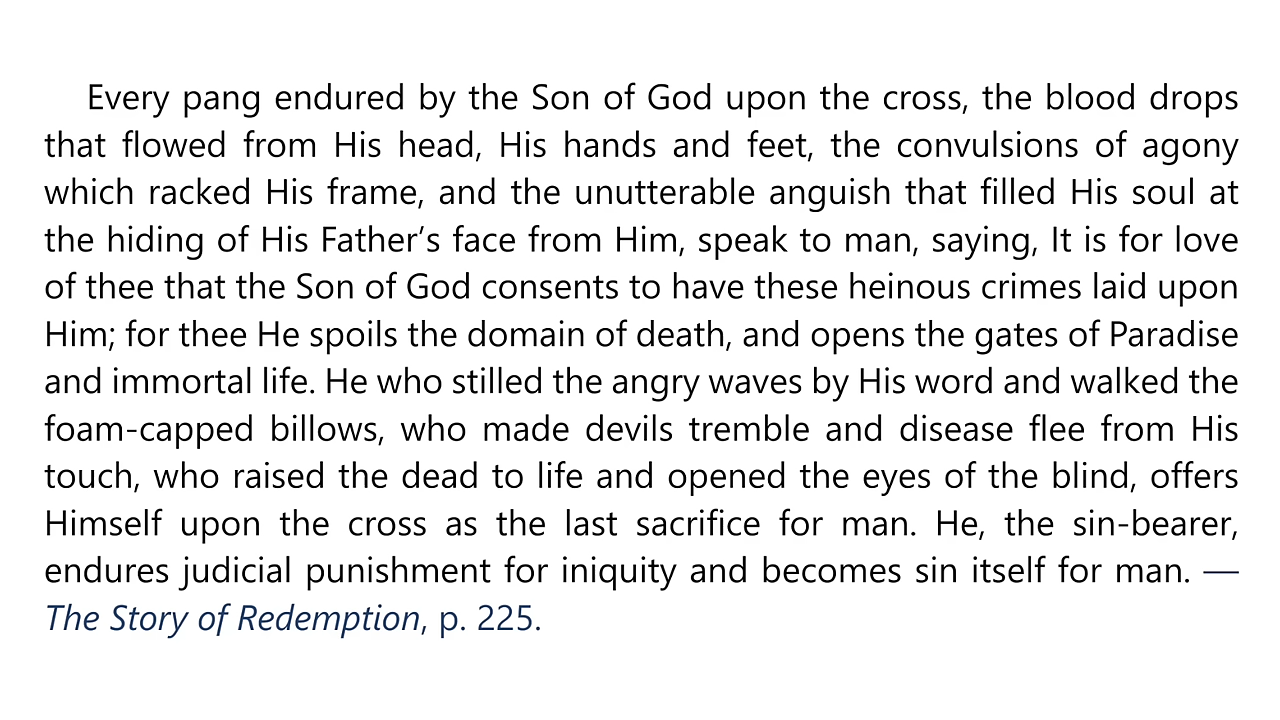 Every pang endured by the Son of God upon the cross, the blood drops
that flowed from His head, His hands and feet, the convulsions of agony
which racked His frame, and the unutterable anguish that filled His soul at
the hiding of His Father’s face from Him, speak to man, saying, It is for love
of thee that the Son of God consents to have these heinous crimes laid upon
Him; for thee He spoils the domain of death, and opens the gates of Paradise
and immortal life. He who stilled the angry waves by His word and walked the
foam-capped billows, who made devils tremble and disease flee from His
touch, who raised the dead to life and opened the eyes of the blind, offers
Himself upon the cross as the last sacrifice for man. He, the sin-bearer,
endures judicial punishment for iniquity and becomes sin itself for man. —
The Story of Redemption, p. 225.